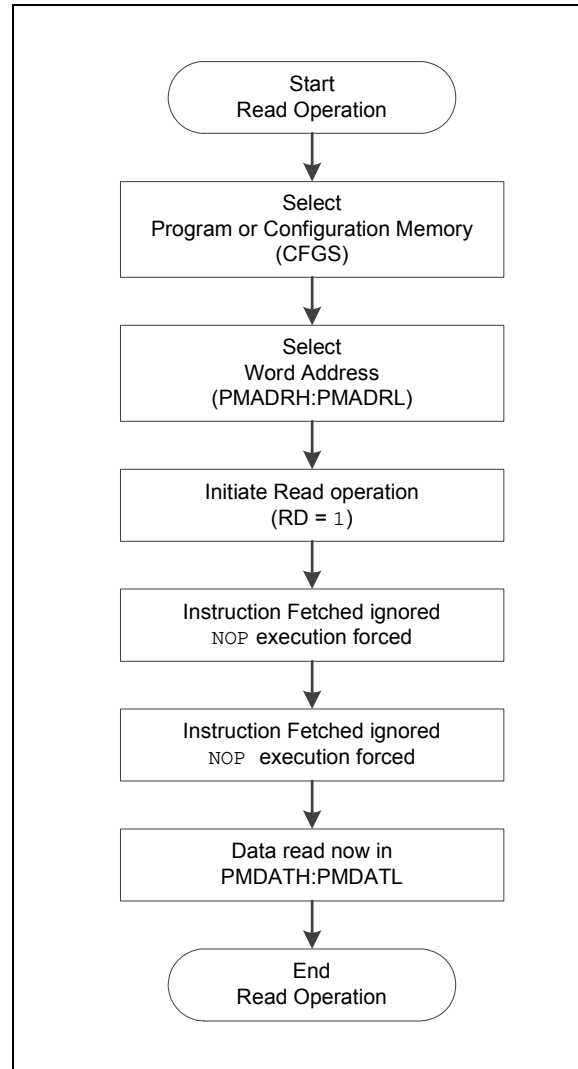 Start
Read Operation
Select
Program or Configuration Memory
(CFGS)
Select
Word Address
(PMADRH:PMADRL)
Initiate Read operation
(RD = 1)
Instruction Fetched ignored
NOP execution forced
Instruction Fetched ignored
NOP execution forced
Data read now in
PMDATH:PMDATL
End
Read Operation